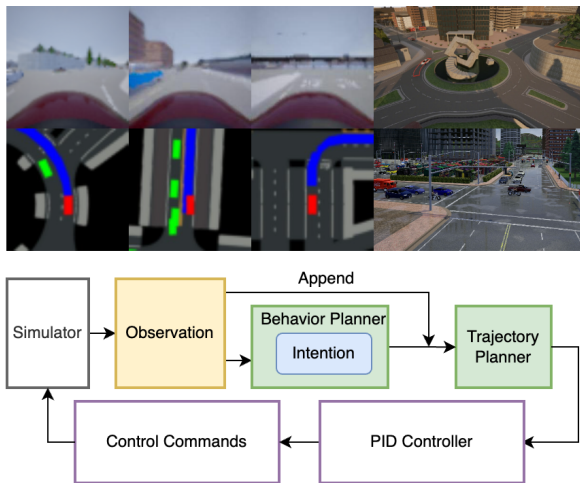 Append
Behavior Planner
Simulator
Observation
Intention
Trajectory
Planner
Control Commands
PID Controller